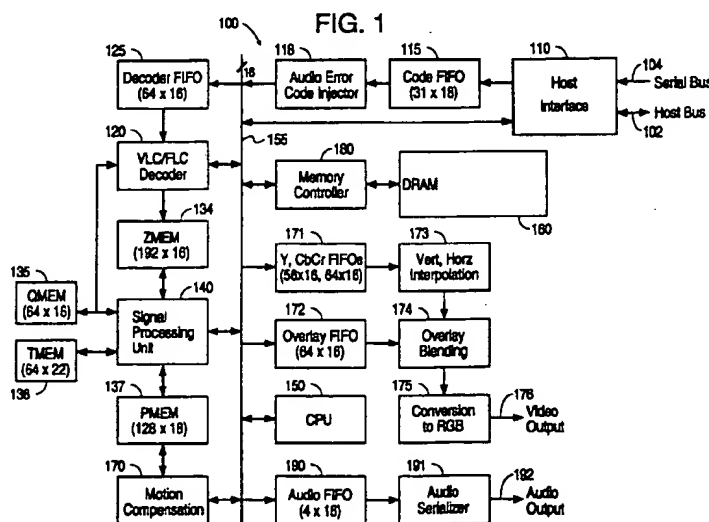 FIG. 1
100
125
118
115
110
Decoder FIFO
(64 x 16)
16
Audio Error
Code Injector
Code FIFO
(31 x 16)
Host
Interface
104
Serial Bus
Host Bus
102
155
120
VLC/FLC
Decoder
180
Memory
Controller
DRAM
160
134
ZMEM
(192 x 16)
171
Y, CbCr FIFOs
(56x16, 64x16)
173
Vert, Horz
Interpolation
135
QMEM
(64 x 16)
140
Signal
Processing
Unit
172
Overlay FIFO
(64 x 16)
174
Overlay
Blending
TMEM
(64 x 22)
136
137
PMEM
(128 x 18)
150
CPU
175
Conversion
to RGB
176
Video
Output
170
Motion
Compensation
190
Audio FIFO
(4 x 16)
191
Audio
Serializer
192
Audio
Output